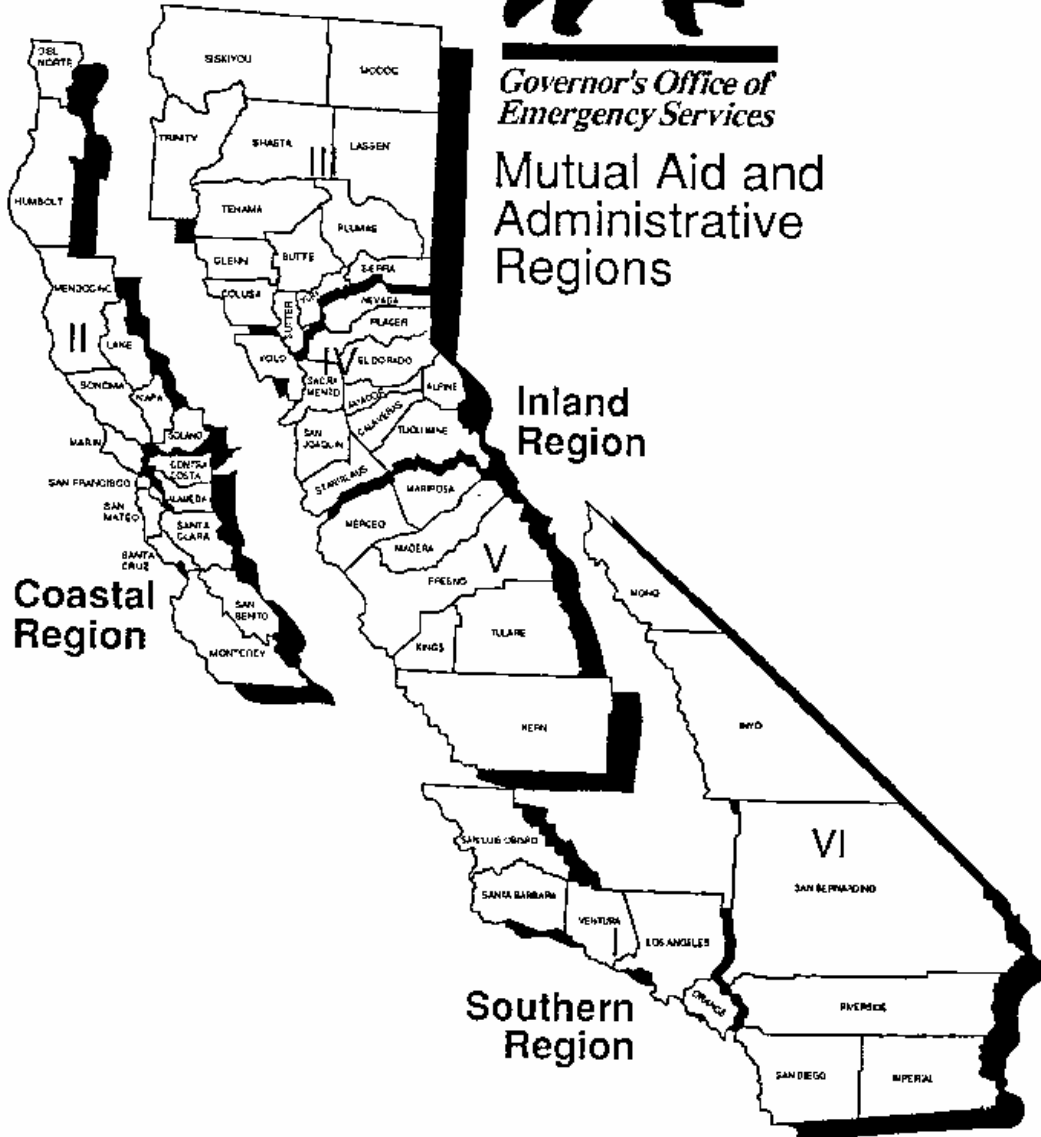 Governor's Office of
Emergency Services
Mutual Aid and
Administrative
Regions
DEL
NORTE
SISKIYOU
MODOC
TRINITY
SHASTA
LASSEN
III
HUMBOLT
TEHAMA
PLUMAS
GLENN
BUTTE
SIERRA
MENDOCINO
COLUSA
SUTTER
NEVADA
PLACER
II
LAKE
YOLO
IV
EL DORADO
SONOMA
NAPA
SACRA
MENTO
AMADOR
ALPINE
Inland
Region
SOLANO
SAN
JOAQUIN
CALAVERAS
TUOLUMNE
MARIN
CONTRA
COSTA
STANISLAUS
SAN FRANCISCO
ALAMEDA
MARIPOSA
SAN
MATEO
SANTA
CLARA
MERCED
MADERA
SANTA
CRUZ
V
FRESNO
Coastal
Region
SAN
BENITO
MONO
MONTEREY
KINGS
TULARE
KERN
INYO
SAN LUIS OBISPO
VI
SANTA BARBARA
SAN BERNARDINO
VENTURA
I
LOS ANGELES
ORANGE
Southern
Region
RIVERSIDE
SAN DIEGO
IMPERIAL